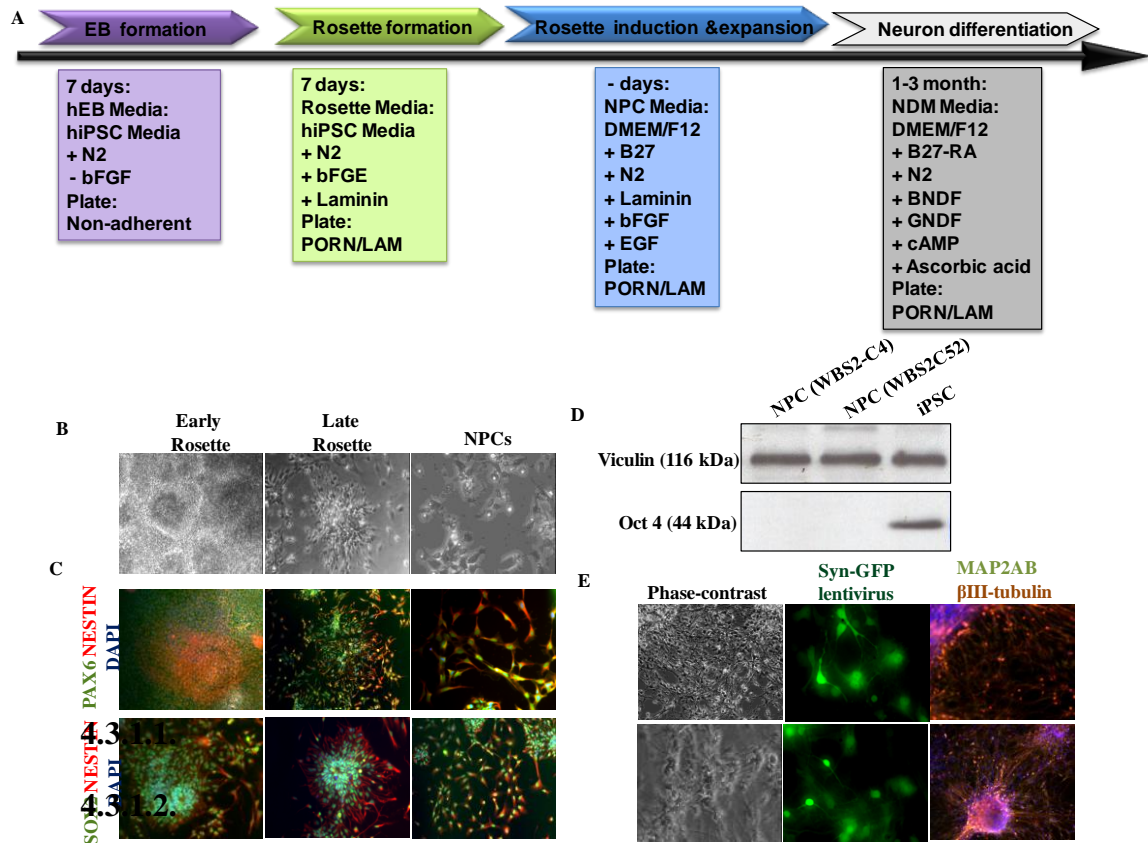 A
EB formation
Rosette formation
Rosette induction &expansion
Neuron differentiation
7 days:
hEB Media:
hiPSC Media
+ N2
- bFGF
Plate:
Non-adherent
7 days:
Rosette Media:
hiPSC Media
+ N2
+ bFGE
+ Laminin
Plate:
PORN/LAM
- days:
NPC Media:
DMEM/F12
+ B27
+ N2
+ Laminin
+ bFGF
+ EGF
Plate:
PORN/LAM
1-3 month:
NDM Media:
DMEM/F12
+ B27-RA
+ N2
+ BNDF
+ GNDF
+ cAMP
+ Ascorbic acid
Plate:
PORN/LAM
B
Early
Rosette
Late
Rosette
NPCs
C
PAX6 NESTIN
DAPI
NESTIN
4.3.1.1.
4.3.1.2.
D
NPC (WBS2-C4)
NPC (WBS2C52)
iPSC
Viculin (116 kDa)
Oct 4 (44 kDa)
E
Phase-contrast
Syn-GFP
lentivirus
MAP2AB
βIII-tubulin